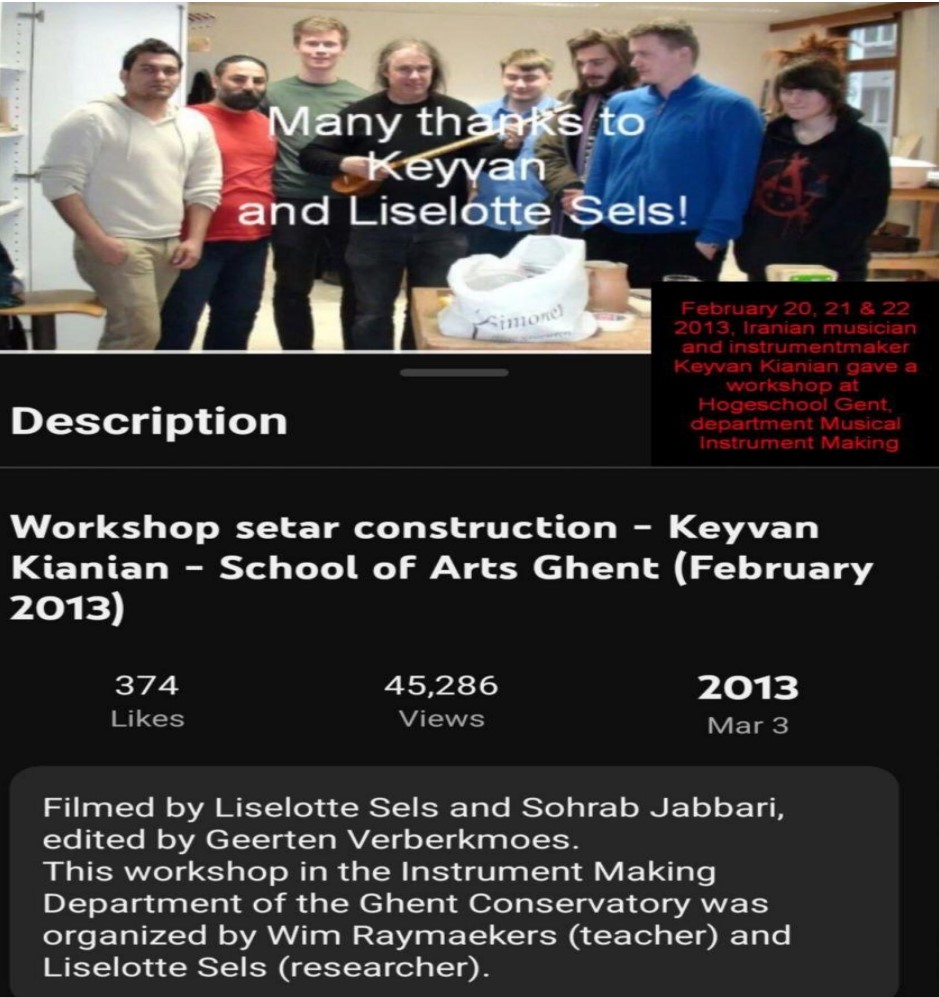 Many thanks to
Keyvan
and Liselotte Sels!
Simone
February 20, 21 & 22
2013, Iranian musician
and instrumentmaker
Keyvan Kianian gave a
workshop at
Hogeschool Gent,
department Musical
Instrument Making
Description
Workshop setar construction - Keyvan
Kianian - School of Arts Ghent (February
2013)
374
Likes
45,286
Views
2013
Mar 3
Filmed by Liselotte Sels and Sohrab Jabbari,
edited by Geerten Verberkmoes.
This workshop in the Instrument Making
Department of the Ghent Conservatory was
organized by Wim Raymaekers (teacher) and
Liselotte Sels (researcher).